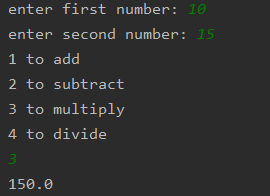 enter first number: 10
enter second number: 15
1 to add
2 to subtract
3 to multiply
4 to divide
3
150.0